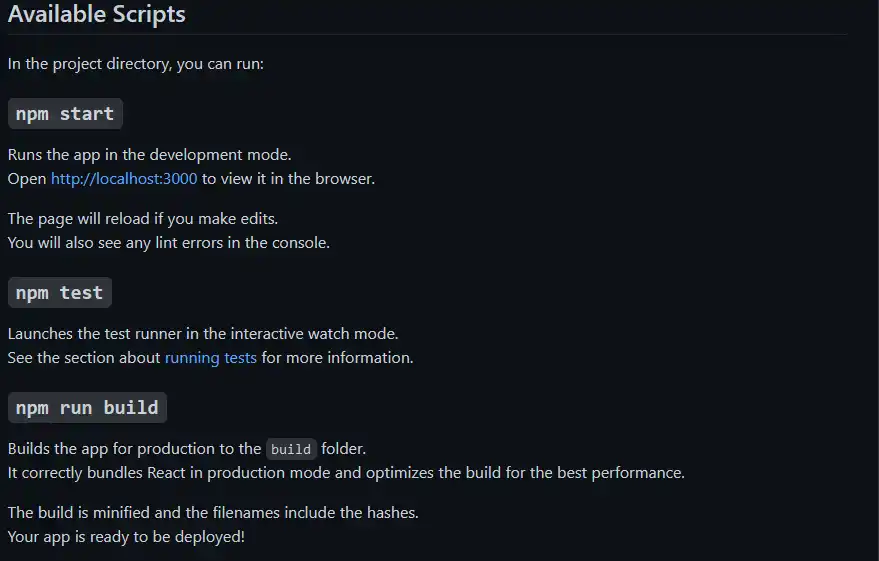 Available Scripts
In the project directory, you can run:
npm start
Runs the app in the development mode.
Open http://localhost:3000 to view it in the browser.
The page will reload if you make edits.
You will also see any lint errors in the console.
npm test
Launches the test runner in the interactive watch mode.
See the section about running tests for more information.
npm run build
Builds the app for production to the build folder.
It correctly bundles React in production mode and optimizes the build for the best performance.
The build is minified and the filenames include the hashes.
Your app is ready to be deployed!